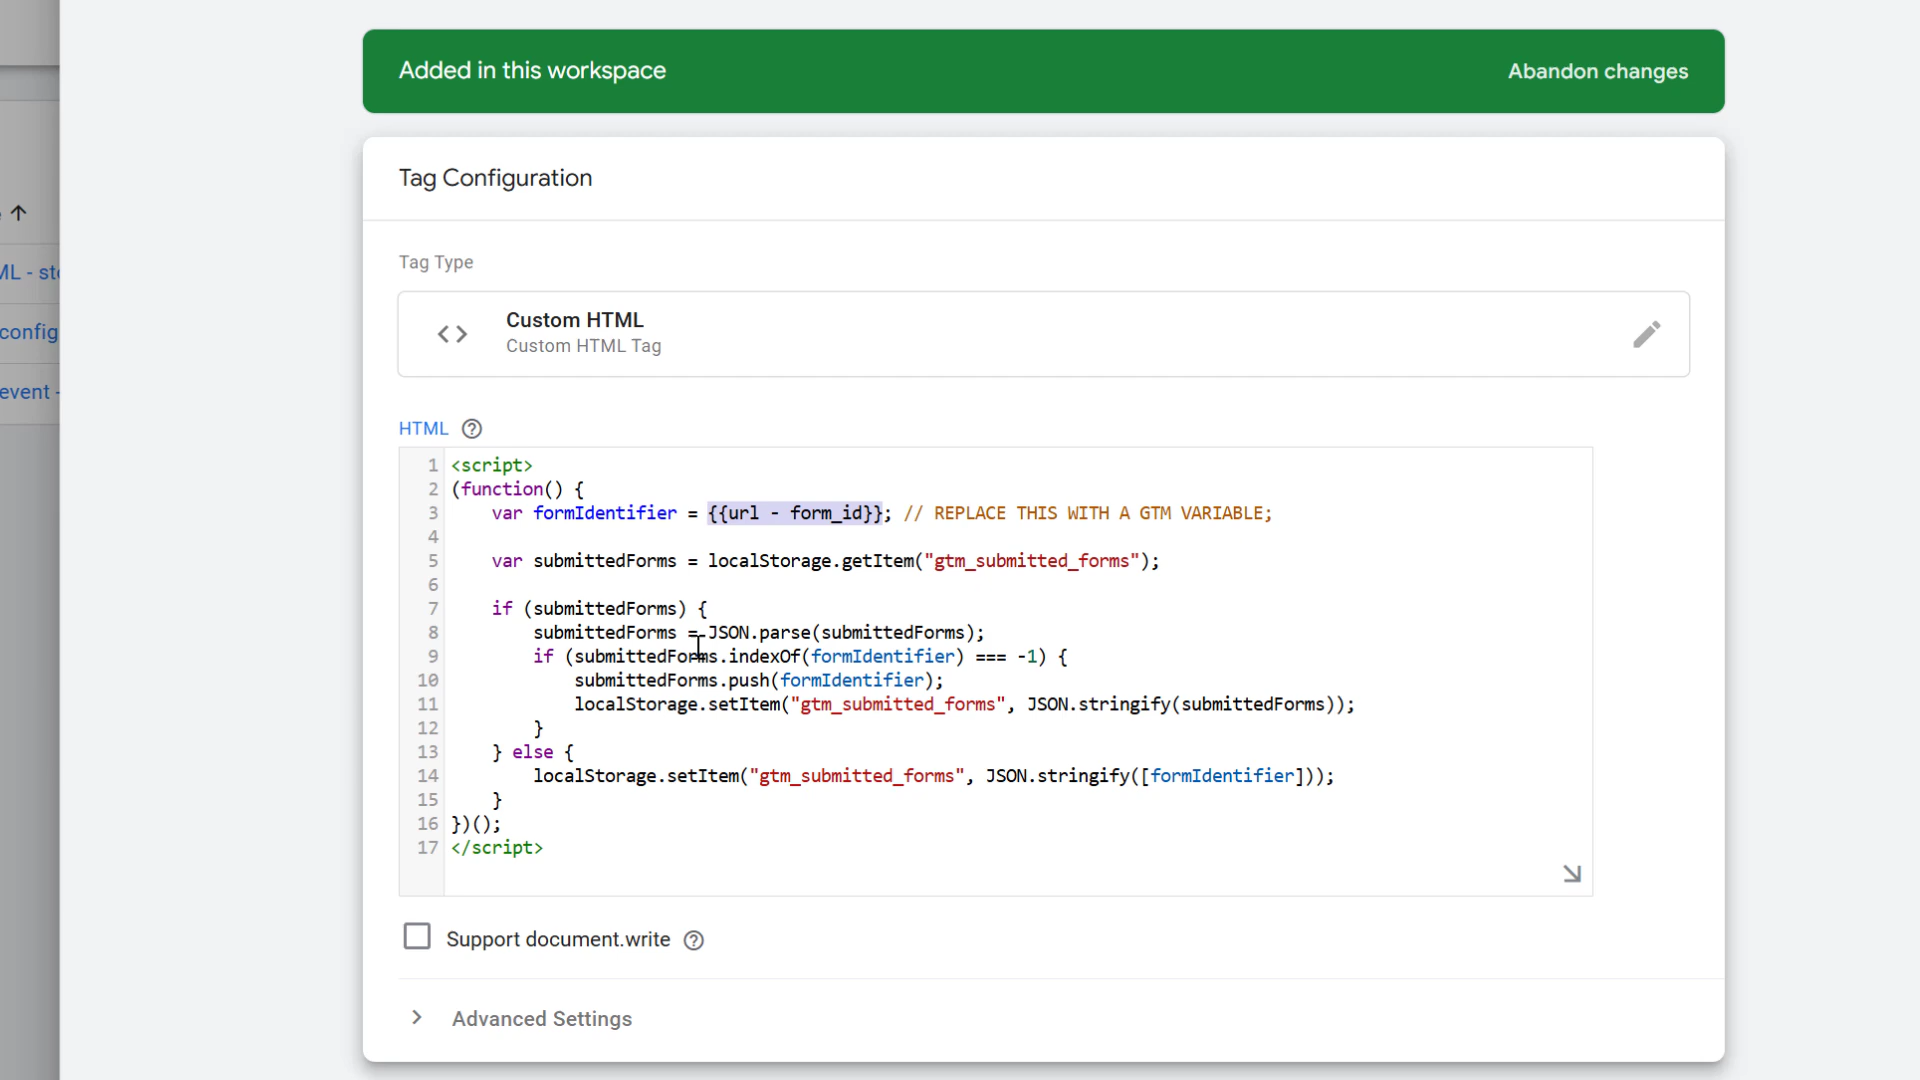 Added in this workspace
Abandon changes
Tag Configuration
ML - sto
config
event -
Tag Type
Custom HTML
Custom HTML Tag
HTML
1 <script>
2 (function() {
3 var formIdentifier = {{url - form_id}}; // REPLACE THIS WITH A GTM VARIABLE;
4
5 var submittedForms = localStorage.getItem("gtm_submitted_forms");
6
7 if (submittedForms) {
8 submittedForms = JSON.parse(submittedForms);
9 if (submittedForms.indexOf(formIdentifier) === -1) {
10 submittedForms.push(formIdentifier);
11 localStorage.setItem("gtm_submitted_forms", JSON.stringify(submittedForms));
12 }
13 } else {
14 localStorage.setItem("gtm_submitted_forms", JSON.stringify([formIdentifier]));
15 }
16 })();
17 </script>
Support document.write
Advanced Settings